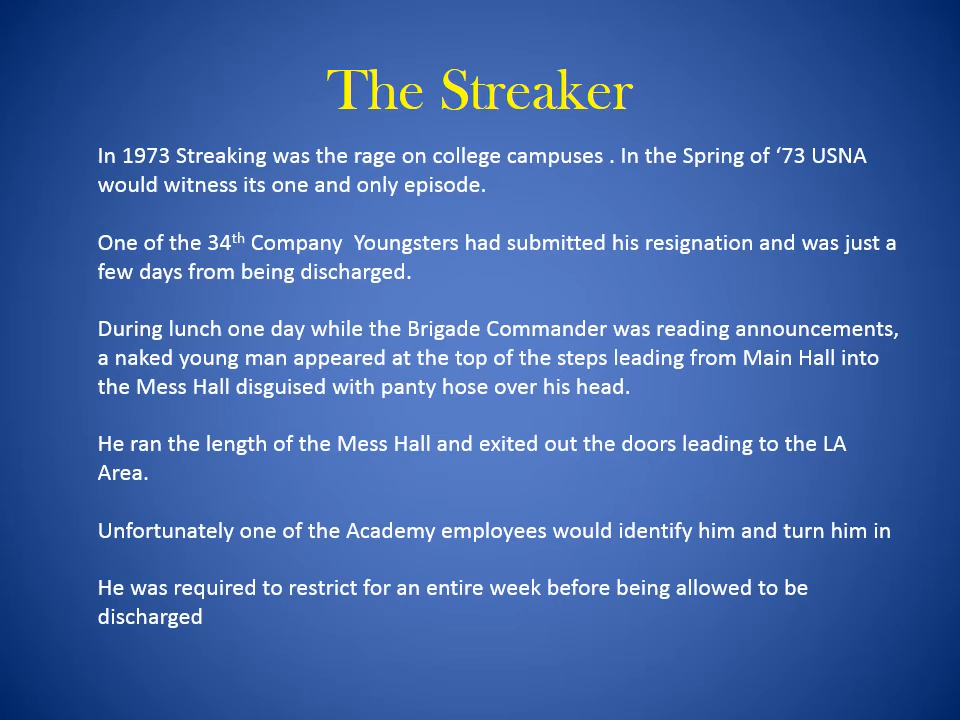 The Streaker
In 1973 Streaking was the rage on college campuses . In the Spring of ‘73 USNA
would witness its one and only episode.
One of the 34th Company  Youngsters had submitted his resignation and was just a
few days from being discharged.
During lunch one day while the Brigade Commander was reading announcements,
a naked young man appeared at the top of the steps leading from Main Hall into
the Mess Hall disguised with panty hose over his head.
He ran the length of the Mess Hall and exited out the doors leading to the LA
Area.
Unfortunately one of the Academy employees would identify him and turn him in
He was required to restrict for an entire week before being allowed to be
discharged